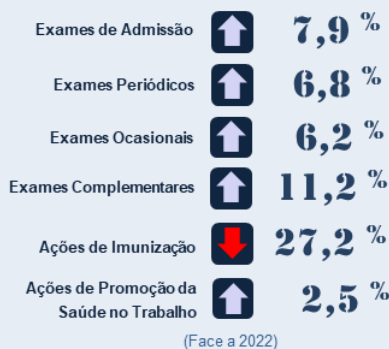 Exames de Admissão 7,9 %
Exames Periódicos 6,8 %
Exames Ocasionais 6,2 %
Exames Complementares 11,2 %
Ações de Imunização 27,2 %
Ações de Promoção da
Saúde no Trabalho 2,5 %
(Face a 2022)